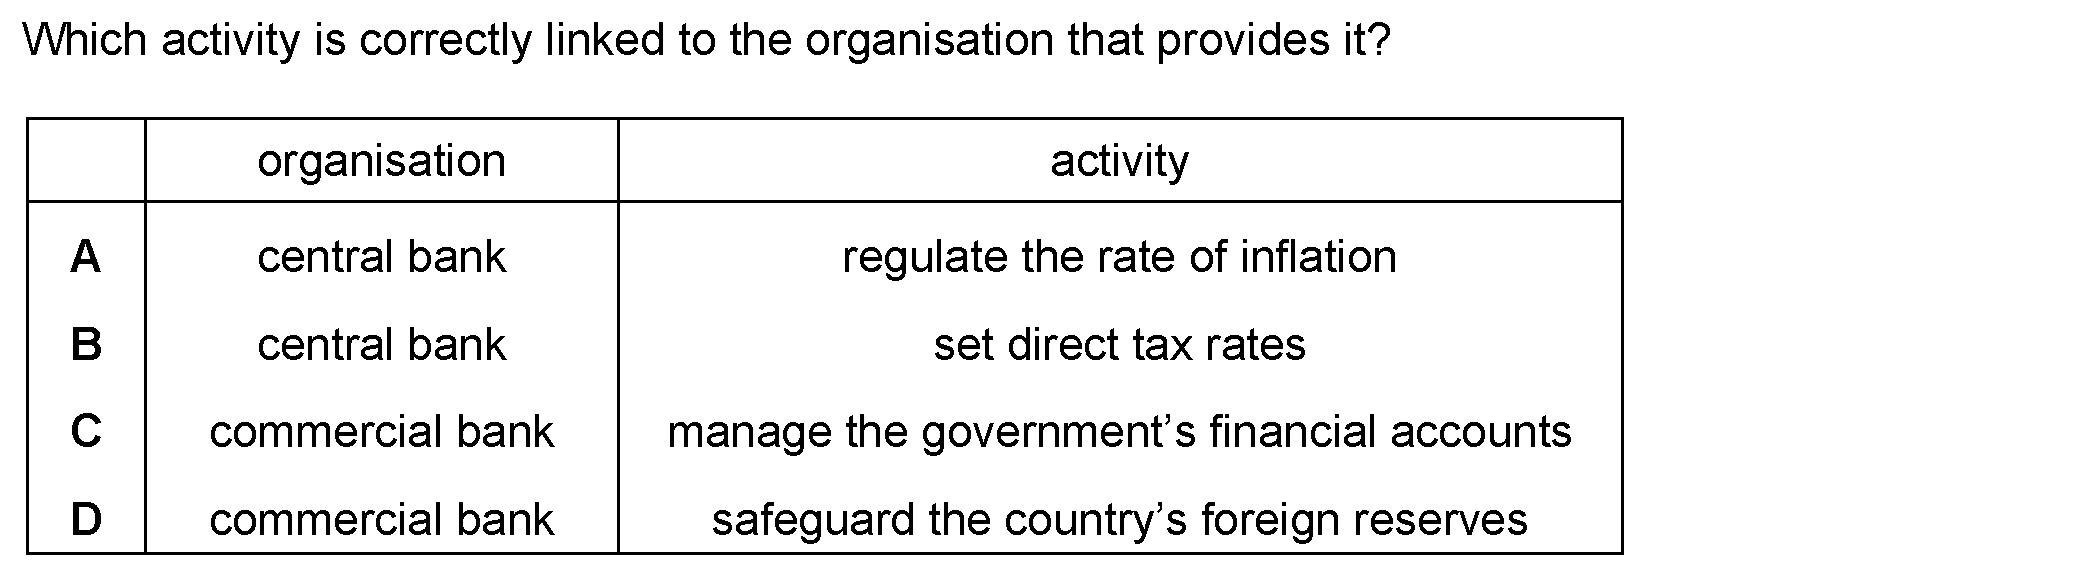 Which activity is correctly linked to the organisation that provides it?
organisation activity
A central bank regulate the rate of inflation
B central bank set direct tax rates
C commercial bank manage the government’s financial accounts
D commercial bank safeguard the country’s foreign reserves